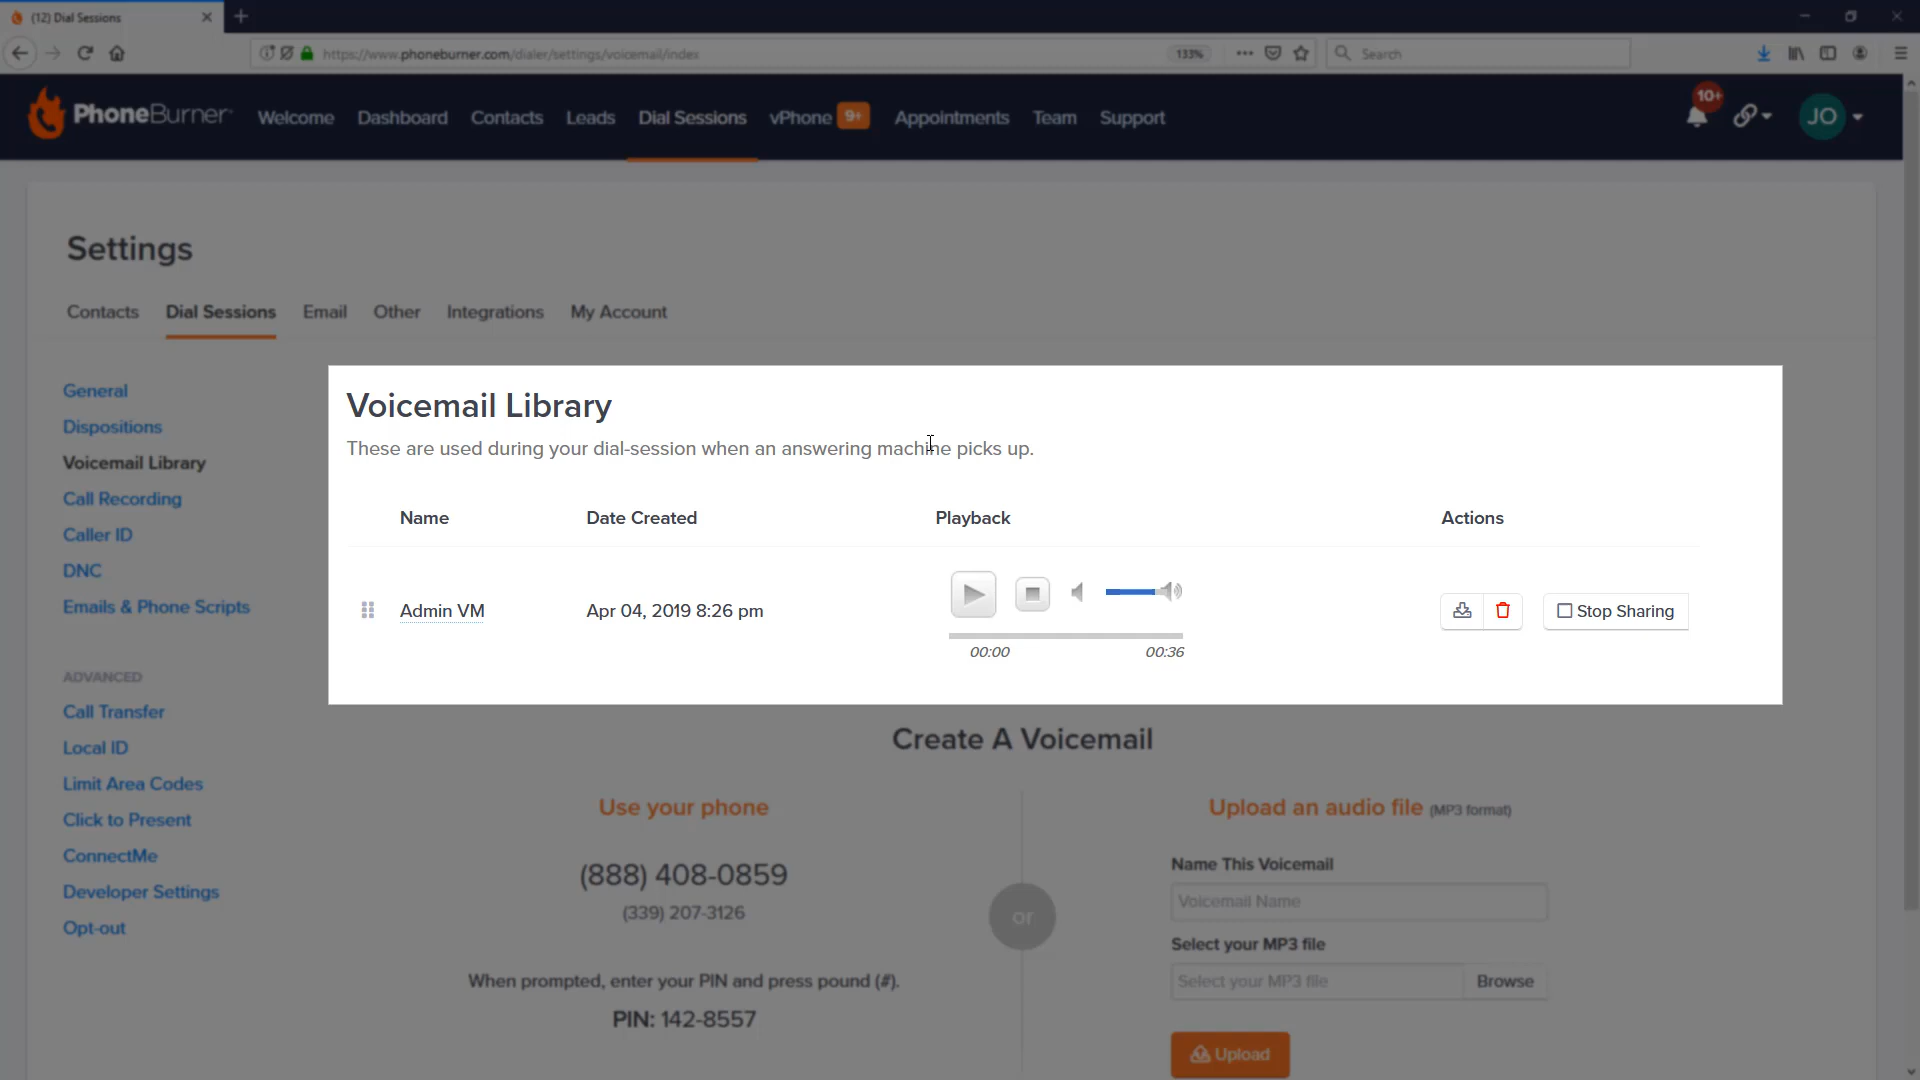 (12) Dial Sessions
https://www.phoneburner.com/dialer/settings/voicemail/index
133%
Search
PhoneBurner
Welcome
Dashboard
Contacts
Leads
Dial Sessions
vPhone 9+
Appointments
Team
Support
10+
JO
Settings
Contacts
Dial Sessions
Email
Other
Integrations
My Account
General
Dispositions
Voicemail Library
Call Recording
Caller ID
DNC
Emails & Phone Scripts
ADVANCED
Call Transfer
Local ID
Limit Area Codes
Click to Present
ConnectMe
Developer Settings
Opt-out
Voicemail Library
These are used during your dial-session when an answering machine picks up.
Name
Date Created
Playback
Actions
Admin VM
Apr 04, 2019 8:26 pm
00:00
00:36
Stop Sharing
Create A Voicemail
Use your phone
(888) 408-0859
(339) 207-3126
When prompted, enter your PIN and press pound (#).
PIN: 142-8557
or
Upload an audio file (MP3 format)
Name This Voicemail
Voicemail Name
Select your MP3 file
Select your MP3 file
Browse
Upload